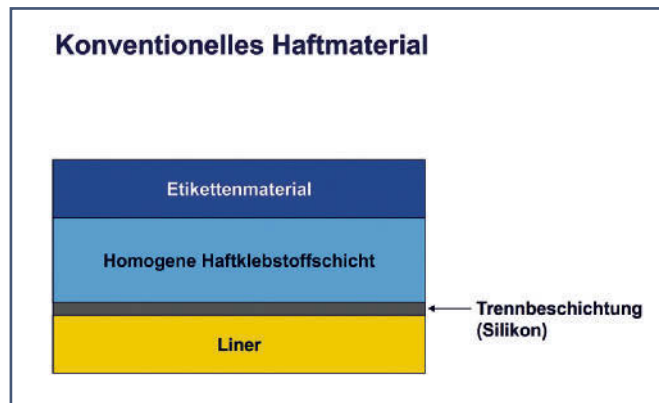 Konventionelles Haftmaterial
Etikettenmaterial
Homogene Haftklebstoffschicht
Trennbeschichtung
(Silikon)
Liner